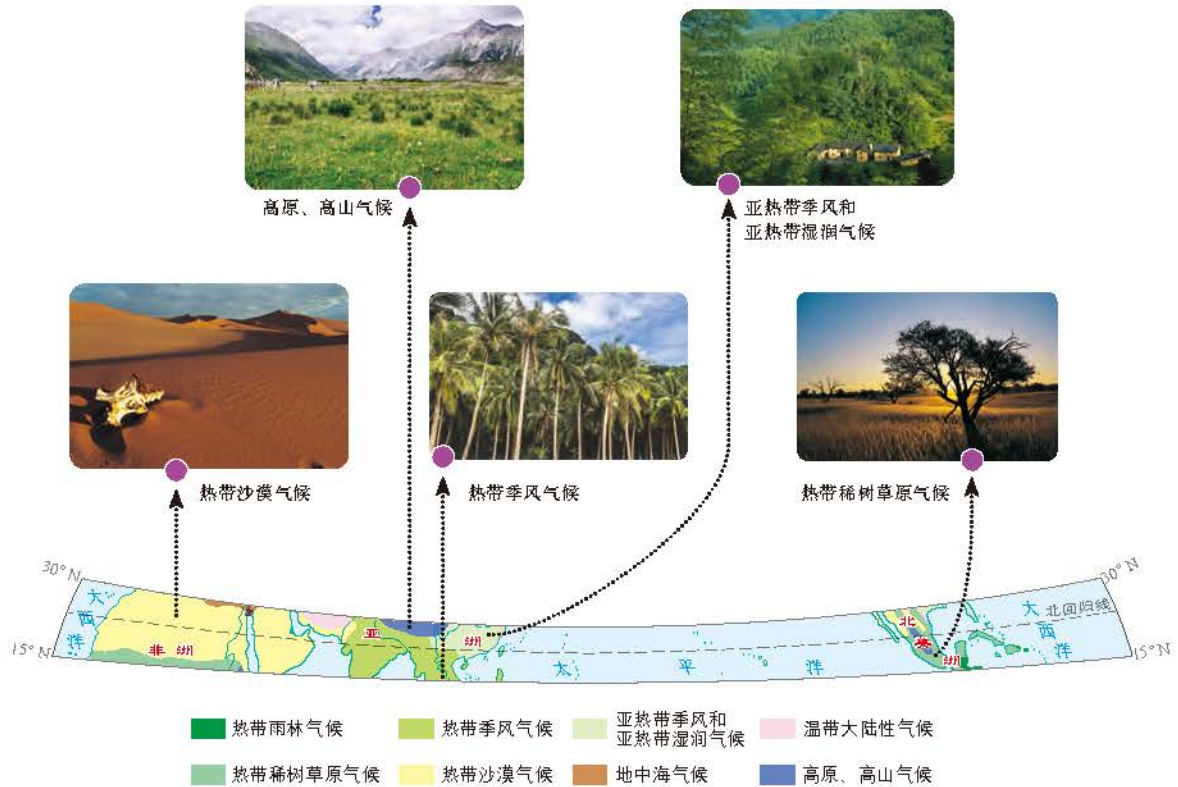 高原、高山气候
亚热带季风和
亚热带湿润气候
热带沙漠气候
热带季风气候
热带稀树草原气候
30°N
30°N
大西洋
非洲
亚洲
太平洋
北美洲
大西洋
北回归线
15°N
15°N
热带雨林气候
热带季风气候
亚热带季风和
亚热带湿润气候
温带大陆性气候
热带稀树草原气候
热带沙漠气候
地中海气候
高原、高山气候